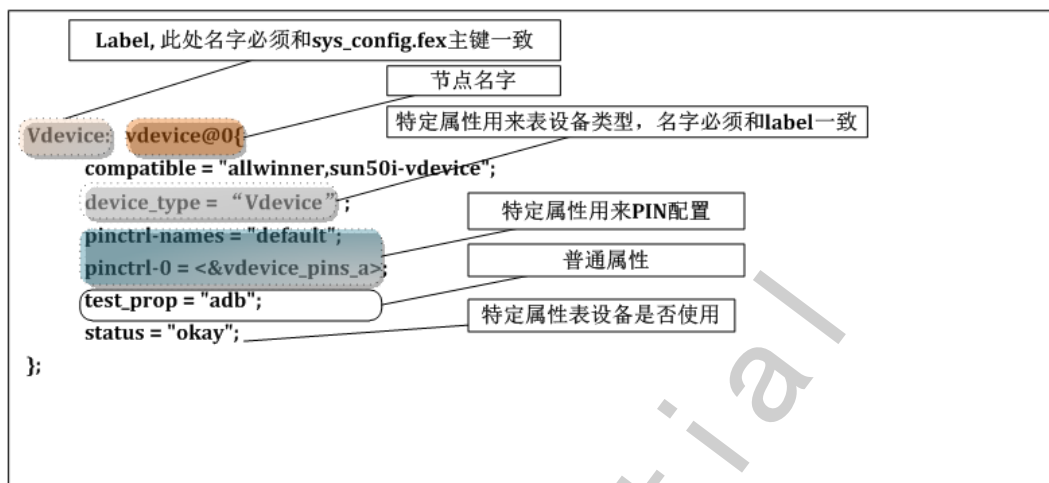 Label, 此处名字必须和sys_config.fex主键一致
节点名字
特定属性用来表设备类型，名字必须和label一致
Vdevice: vdevice@0{
compatible = "allwinner,sun50i-vdevice";
device_type = “Vdevice”;
特定属性用来PIN配置
pinctrl-names = "default";
pinctrl-0 = <&vdevice_pins_a>;
普通属性
test_prop = "adb";
特定属性表设备是否使用
status = "okay";
};
tial